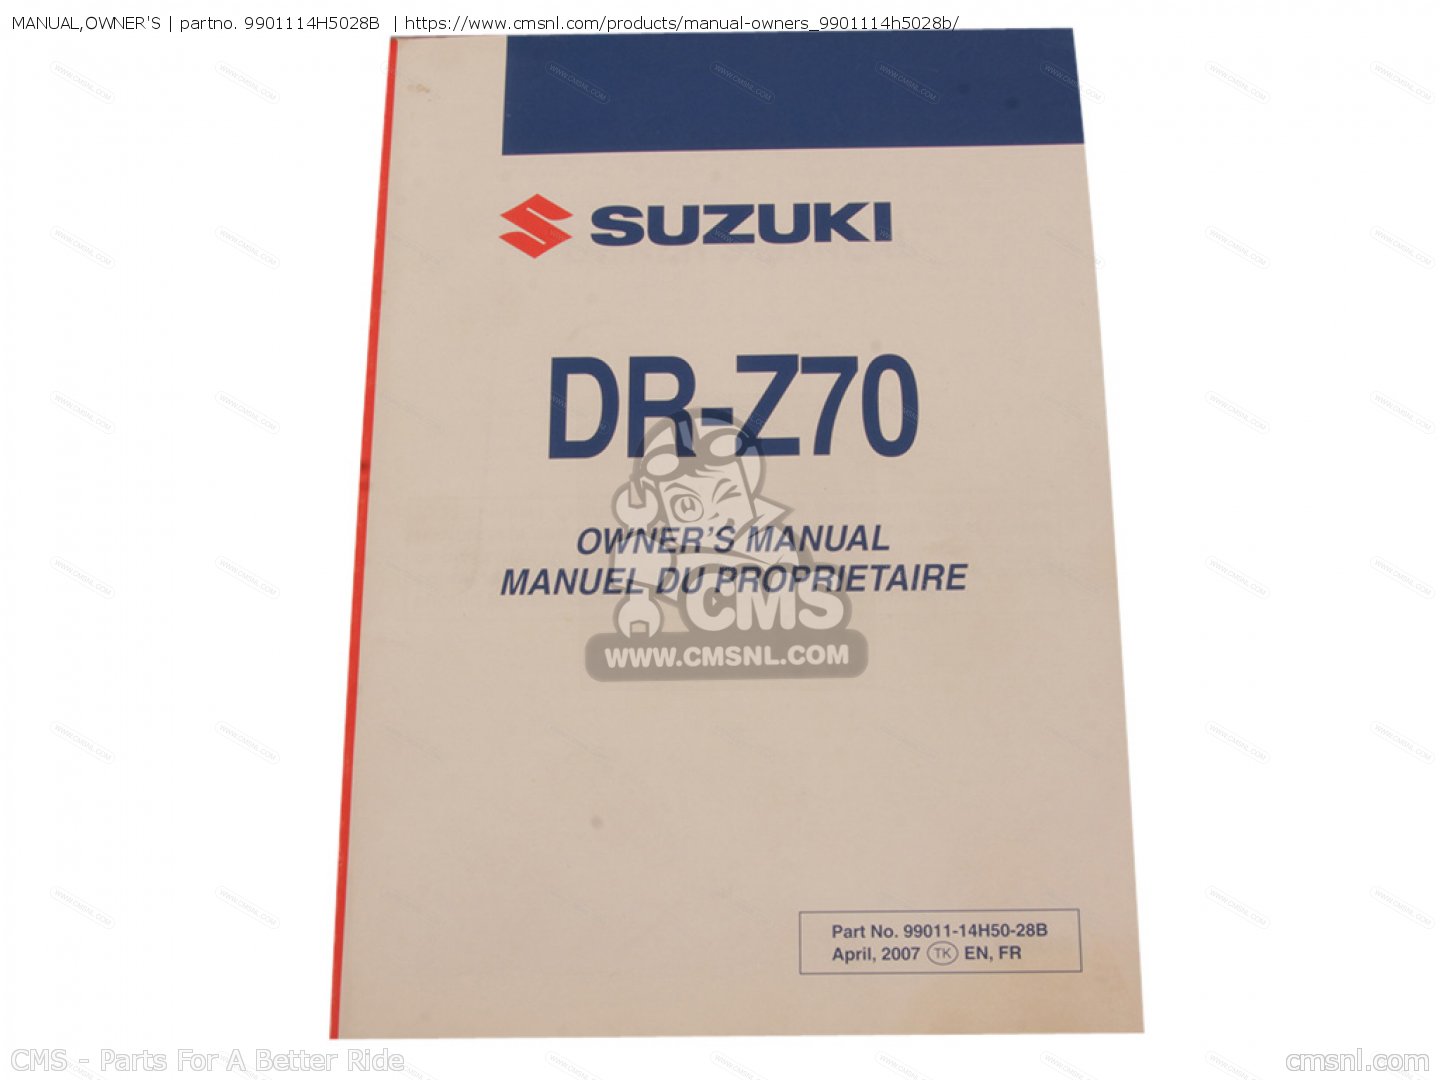 MANUAL,OWNER'S | partno. 9901114H5028B | https://www.cmsnl.com/products/manual-owners_9901114h5028b/
SUZUKI
DR-Z70
OWNER'S MANUAL
MANUEL DU PROPRIETAIRE
CMS
WWW.CMSNL.COM
Part No. 99011-14H50-28B
April, 2007 TK EN, FR
CMS - Parts For A Better Ride
cmsnl.com